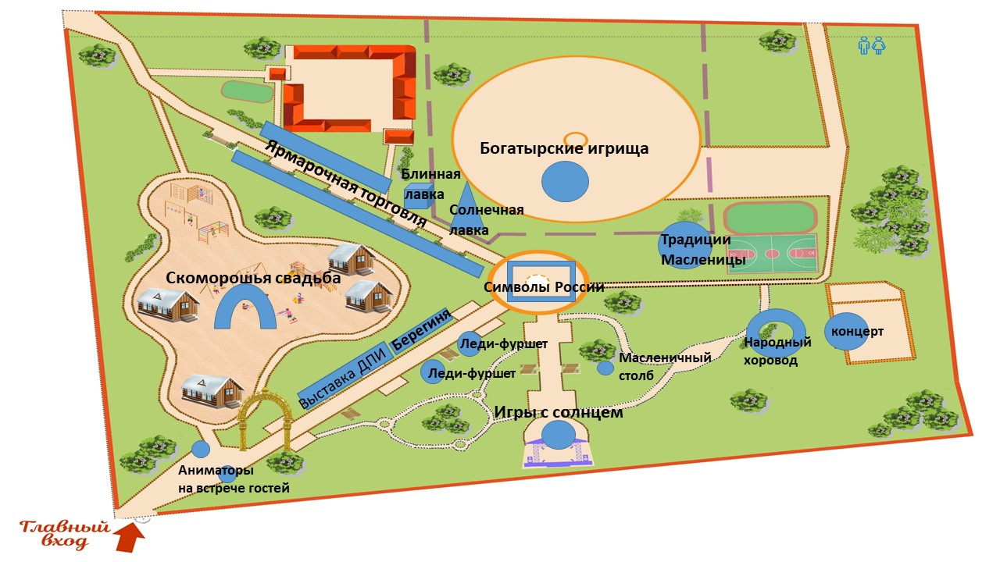 Богатырские игрища
Ярмарочная торговля
Блинная
лавка
Солнечная
лавка
Традиции
Масленицы
Скоморошья свадьба
Символы России
Берегиня
Выставка ДПИ
Леди-фуршет
Леди-фуршет
Масленичный
столб
Народный
хоровод
концерт
Игры с солнцем
Аниматоры
на встрече гостей
Главный
вход